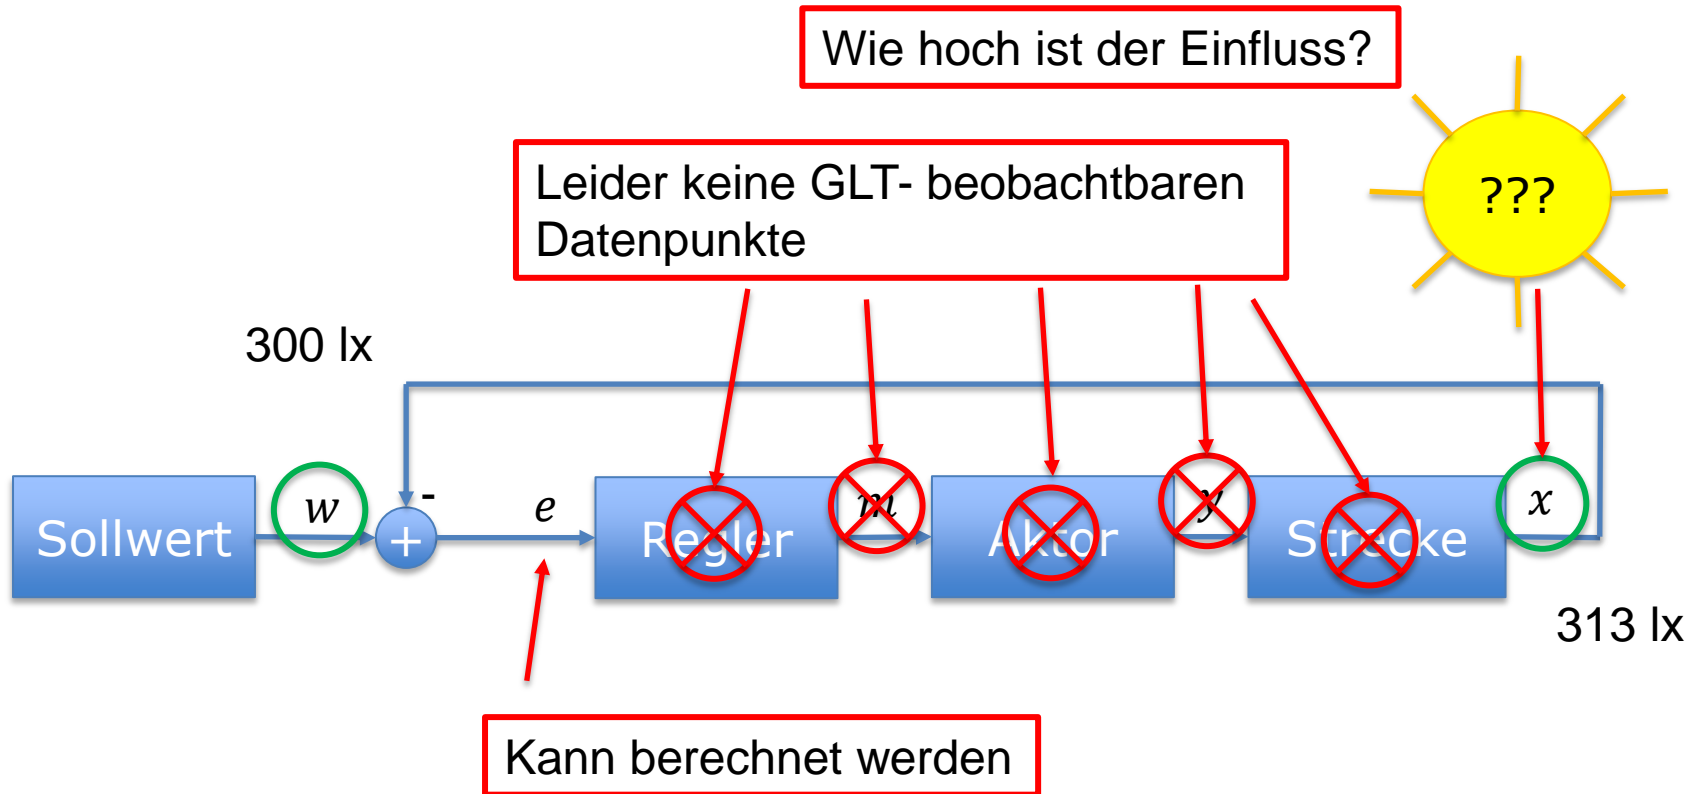 Wie hoch ist der Einfluss?
???
Leider keine GLT- beobachtbaren
Datenpunkte
300 lx
Sollwert
w
-
+
e
Regler
m
Aktor
y
Strecke
x
313 lx
Kann berechnet werden